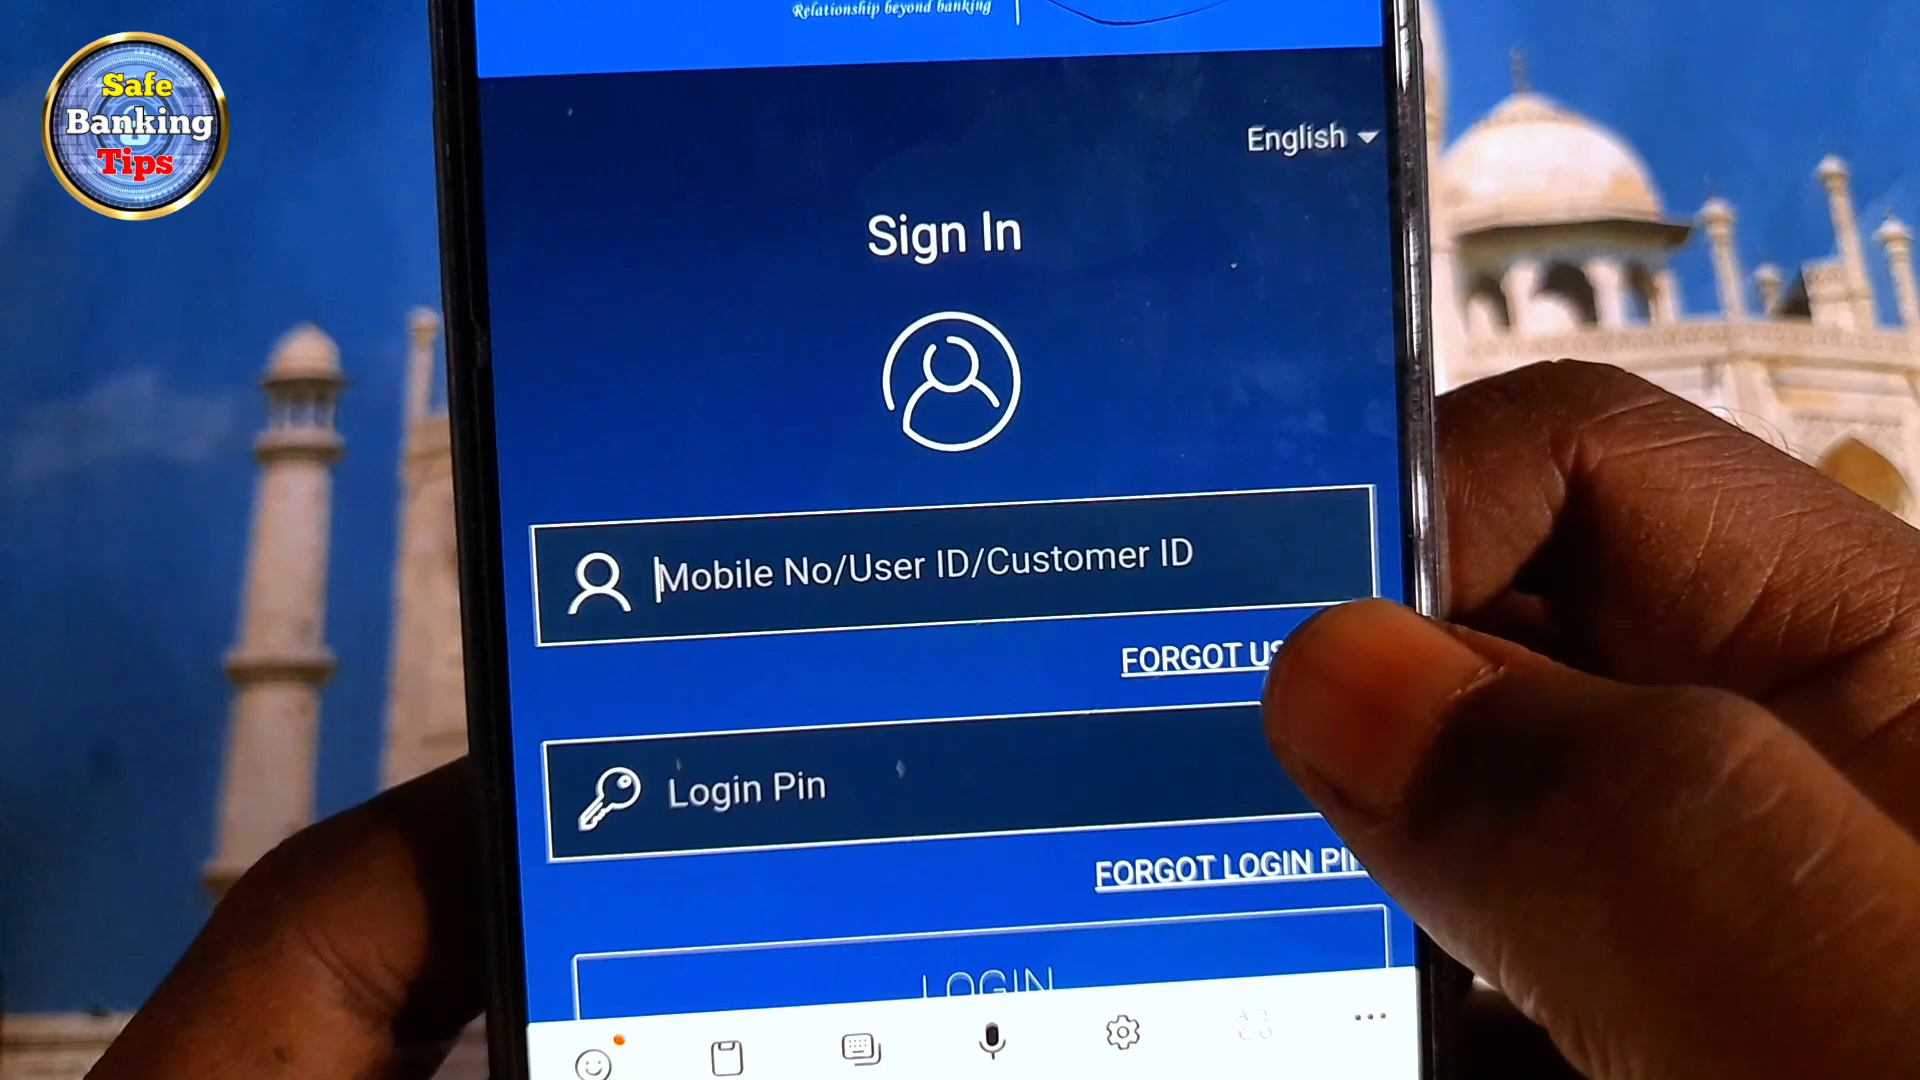 Safe
Banking
Tips
Relationship beyond banking
English
Sign In
Mobile No/User ID/Customer ID
FORGOT US
Login Pin
FORGOT LOGIN PIN
LOGIN